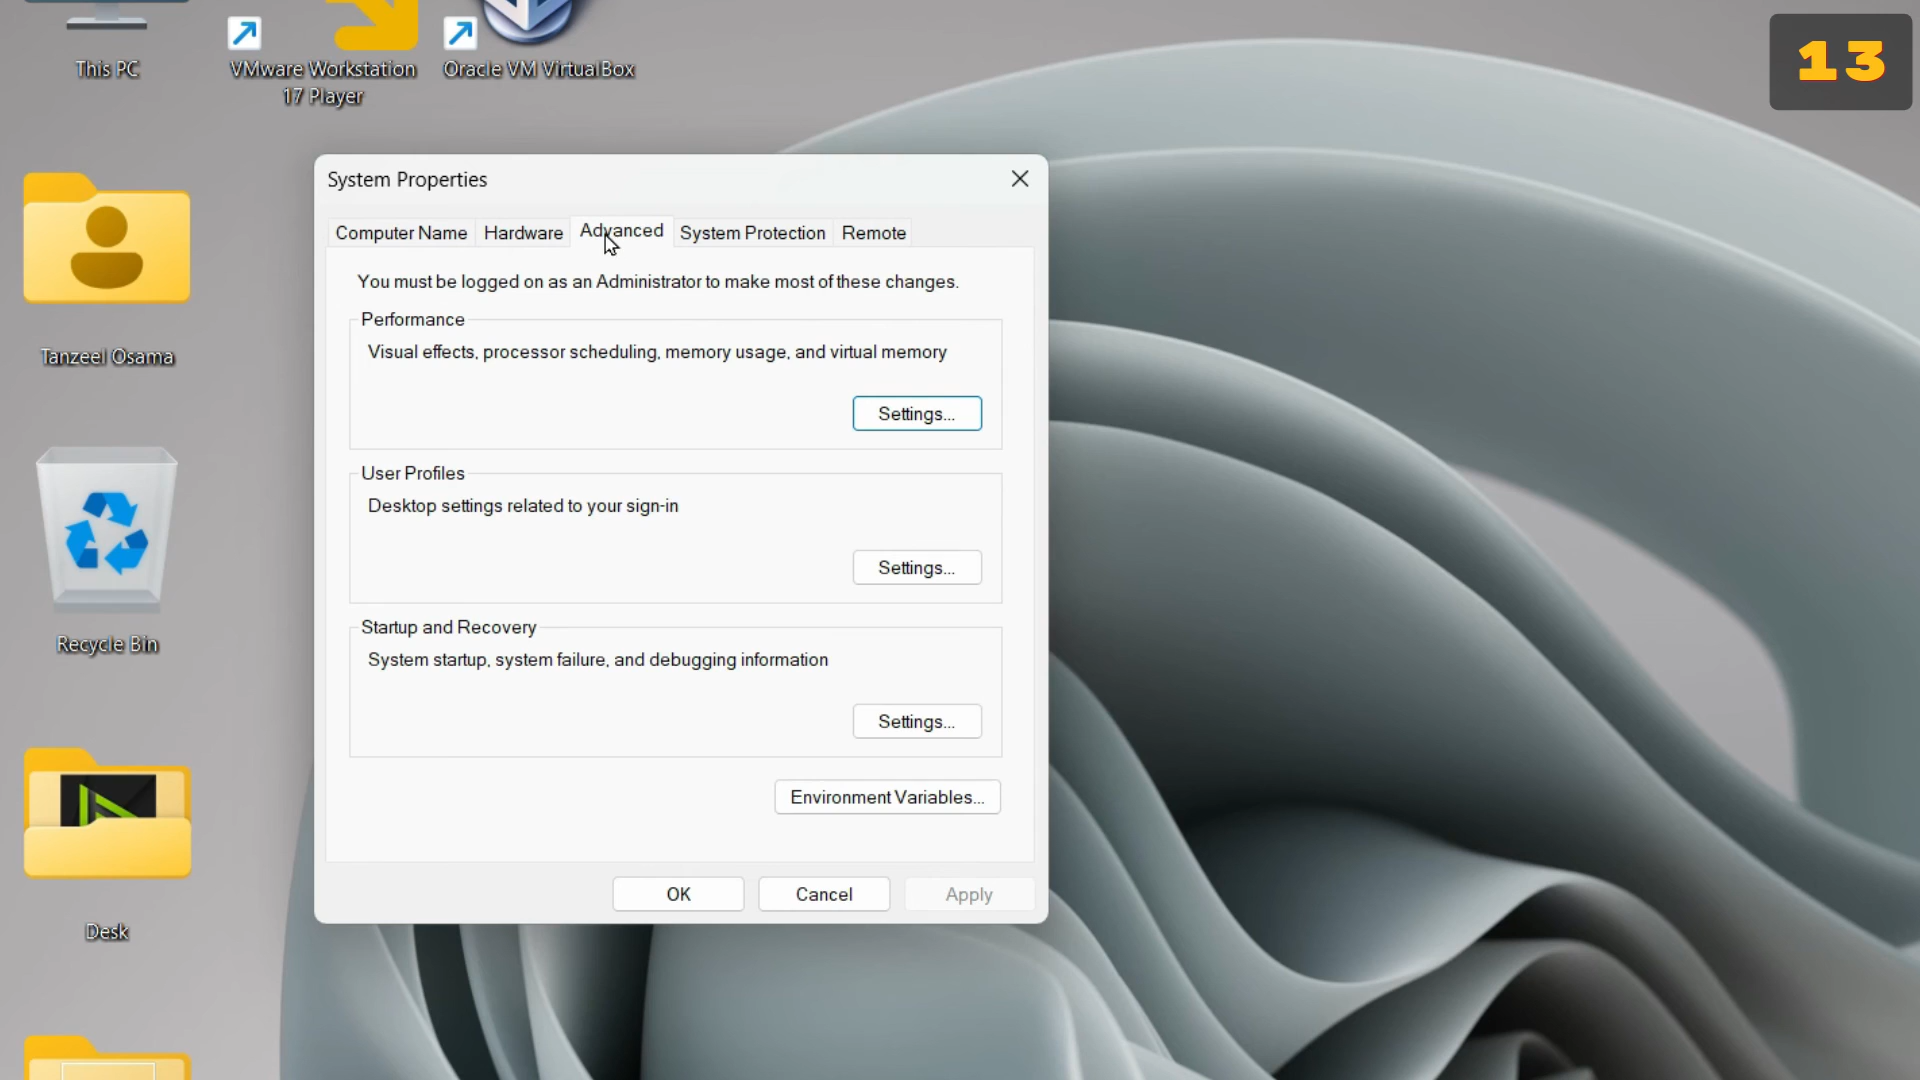 13
This PC
VMware Workstation
17 Player
Oracle VM VirtualBox
System Properties
Computer Name
Hardware
Advanced
System Protection
Remote
You must be logged on as an Administrator to make most of these changes.
Performance
Visual effects, processor scheduling, memory usage, and virtual memory
Settings...
User Profiles
Desktop settings related to your sign-in
Settings...
Startup and Recovery
System startup, system failure, and debugging information
Settings...
Environment Variables...
OK
Cancel
Apply
Tanzeel Osama
Recycle Bin
Desk